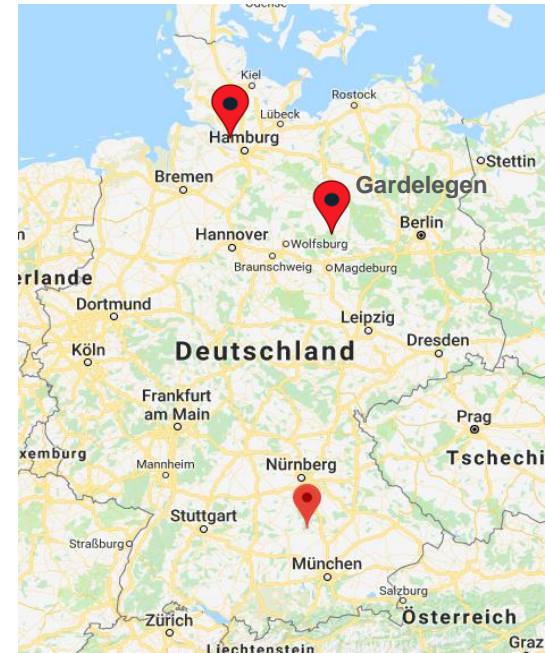 Kiel
Rostock
Lübeck
Hamburg
Stettin
Bremen
Gardelegen
Berlin
Hannover
Wolfsburg
Braunschweig
Magdeburg
n
erlande
Dortmund
Leipzig
Köln
Deutschland
Dresden
Frankfurt
am Main
Prag
xemburg
Tschechi
Mannheim
Nürnberg
Stuttgart
Straßburg
München
Salzburg
Zürich
Österreich
Liechtenstein
Graz